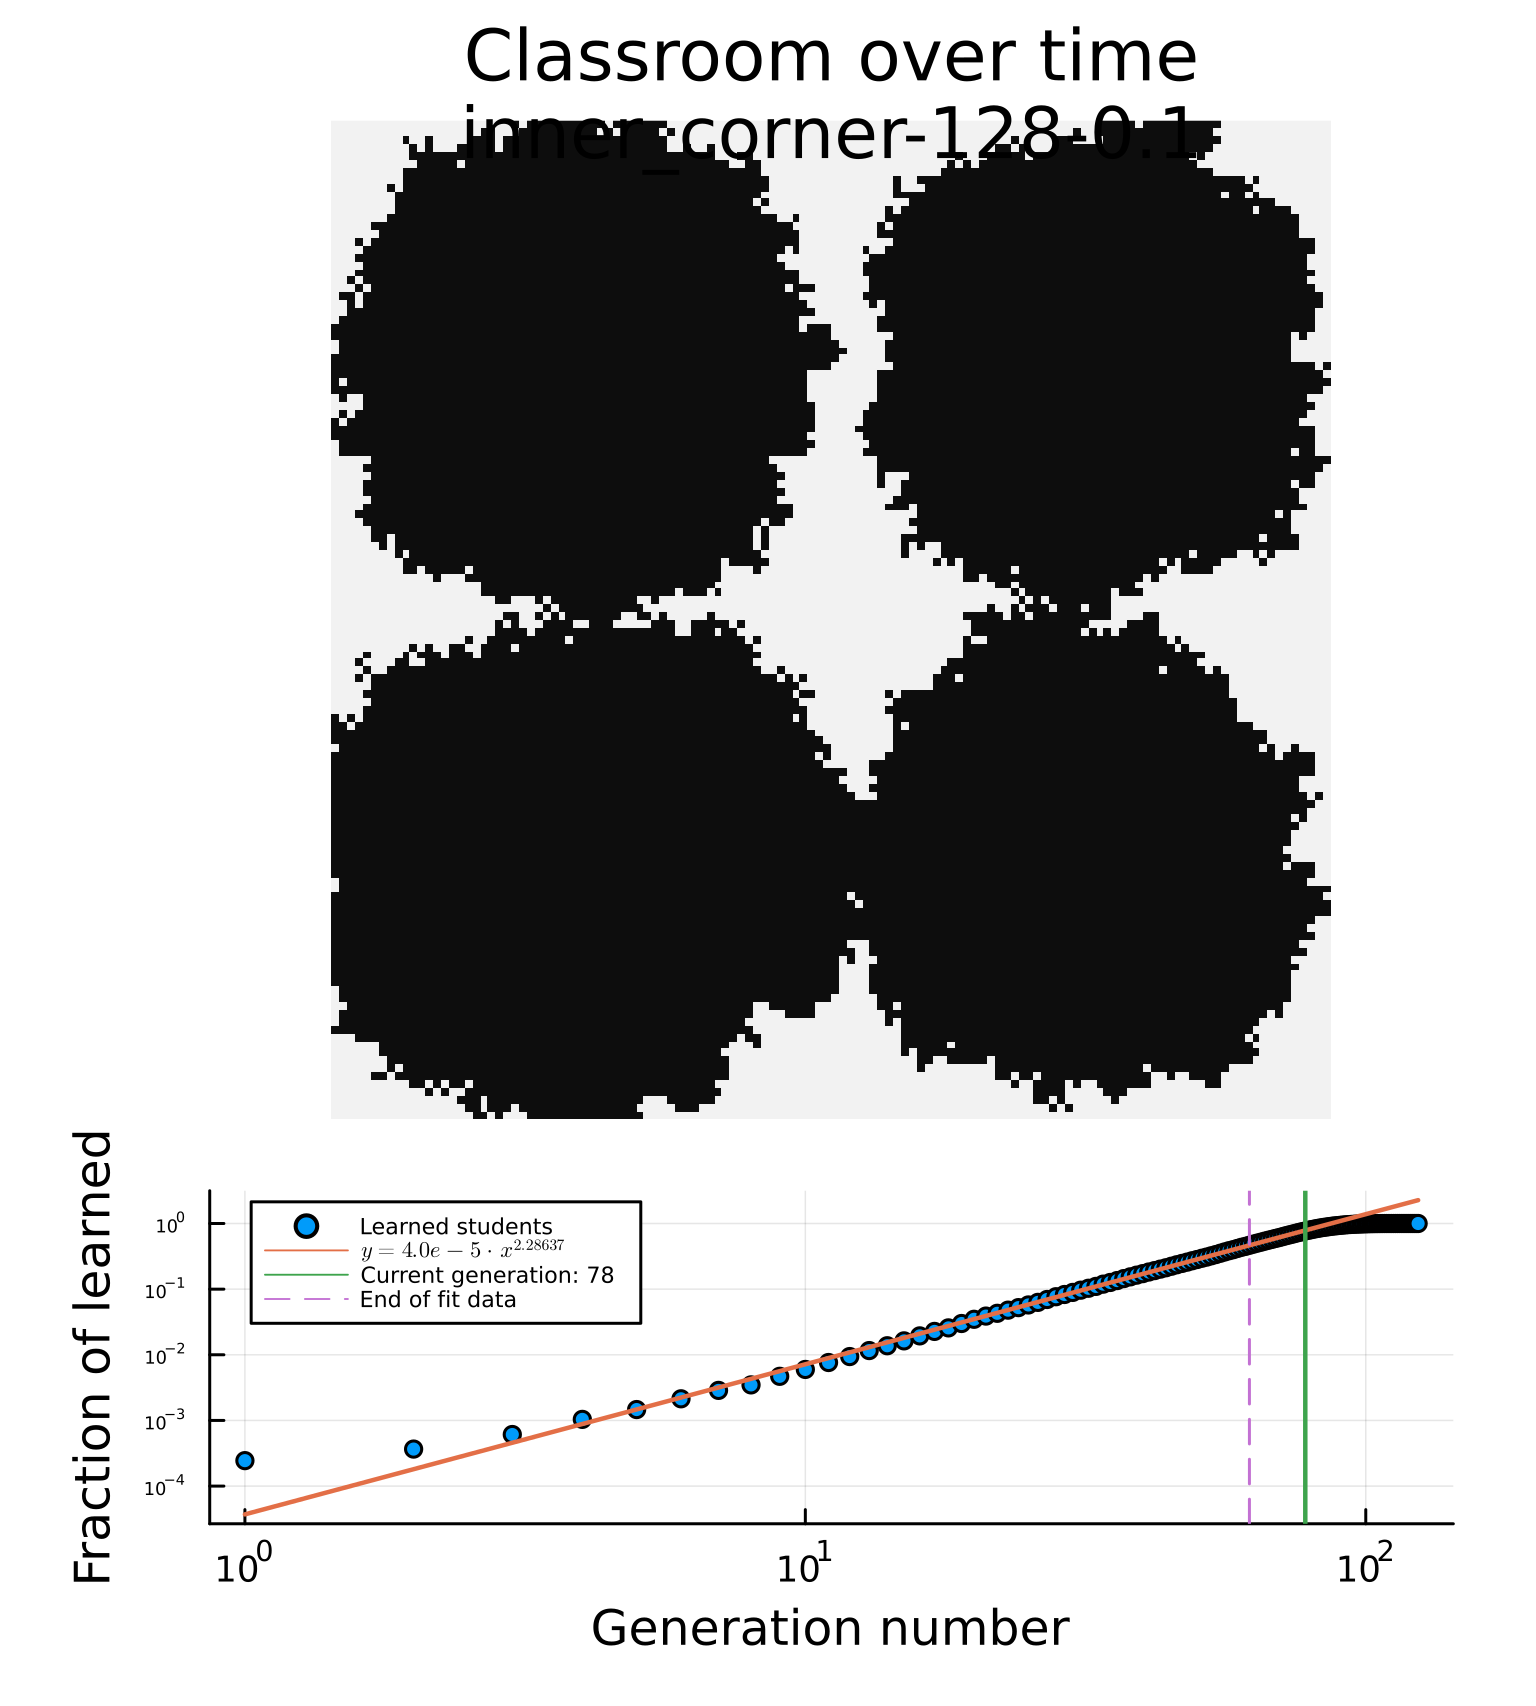 Classroom over time
inner_corner-128-0.1
Fraction of learned
10^0
10^-1
10^-2
10^-3
10^-4
Learned students
y = 4.0e − 5 · x^2.28637
Current generation: 78
End of fit data
10^0 10^1 10^2
Generation number